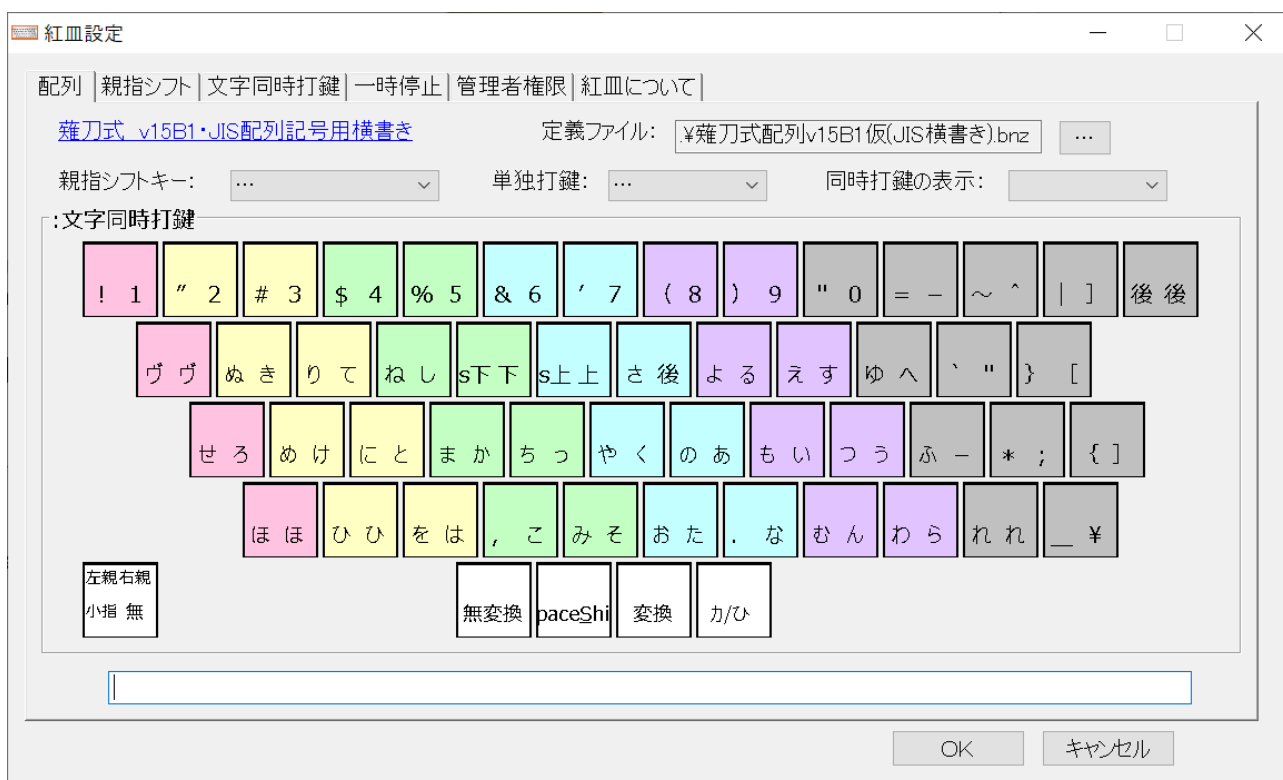 紅皿設定
配列 親指シフト 文字同時打鍵 一時停止 管理者権限 紅皿について
薙刀式 v15B1・JIS配列記号用横書き 定義ファイル: .¥薙刀式配列v15B1仮(JIS横書き).bnz ...
親指シフトキー: ... 単独打鍵: ... 同時打鍵の表示:
:文字同時打鍵
! 1 ″ 2 # 3 $ 4 % 5 & 6 ′ 7 ( 8 ) 9 " 0 = - ～ ^ | ] 後 後
ヴ ヴ ぬ き り て ね し s下 下 s上 上 さ 後 よ る え す ゆ へ ` " } [
せ ろ め け に と ま か ち っ や く の あ も い つ う ふ ー * ; { ]
ほ ほ ひ ひ を は , こ み そ お た . な む ん わ ら れ れ _ ¥
左親右親
小指 無 無変換 paceShi 変換 カ/ひ
OK キャンセル